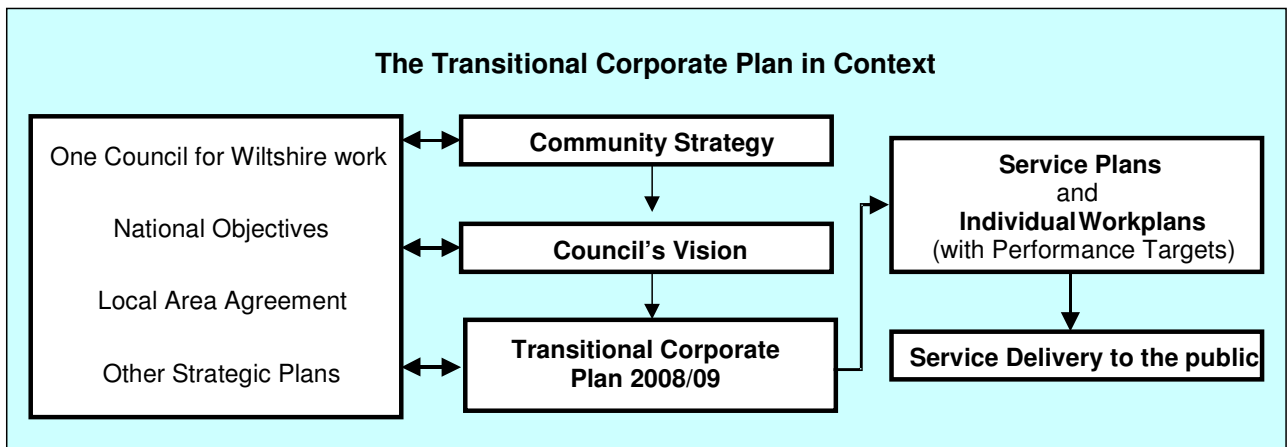 The Transitional Corporate Plan in Context
One Council for Wiltshire work
National Objectives
Local Area Agreement
Other Strategic Plans
Community Strategy
Council's Vision
Transitional Corporate
Plan 2008/09
Service Plans
and
Individual Workplans
(with Performance Targets)
Service Delivery to the public